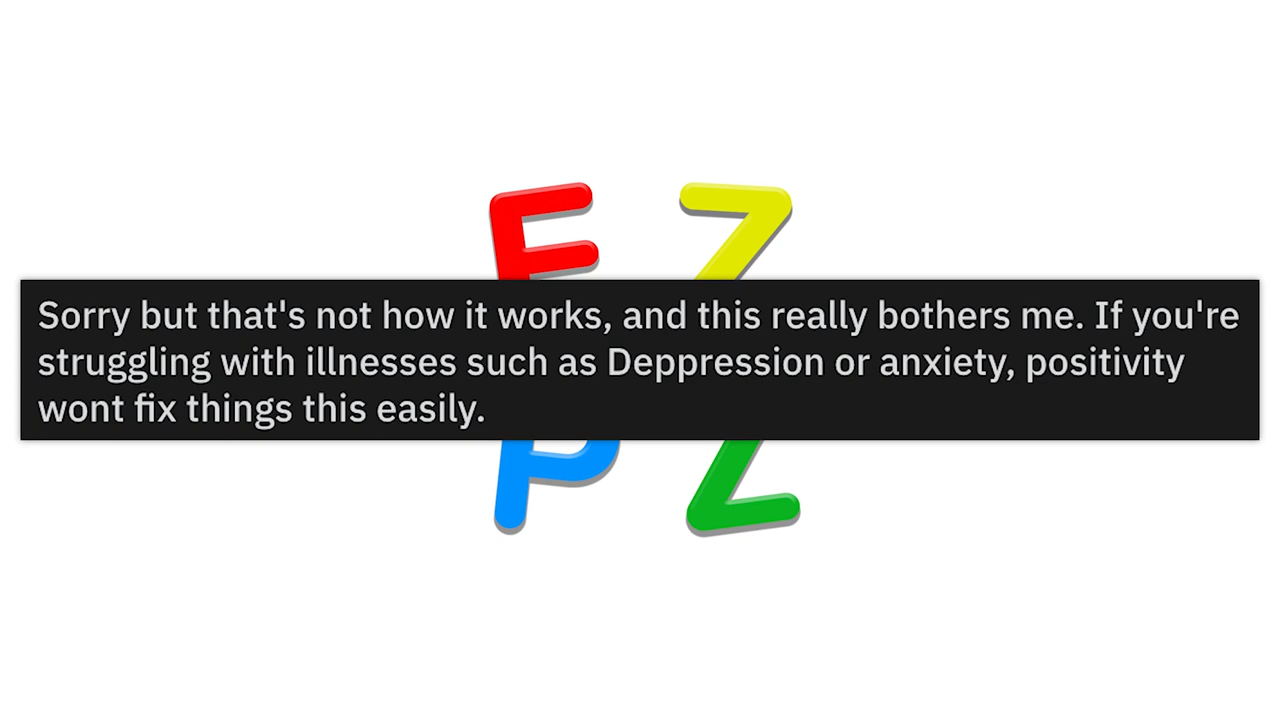 Sorry but that's not how it works, and this really bothers me. If you're
struggling with illnesses such as Deppression or anxiety, positivity
wont fix things this easily.